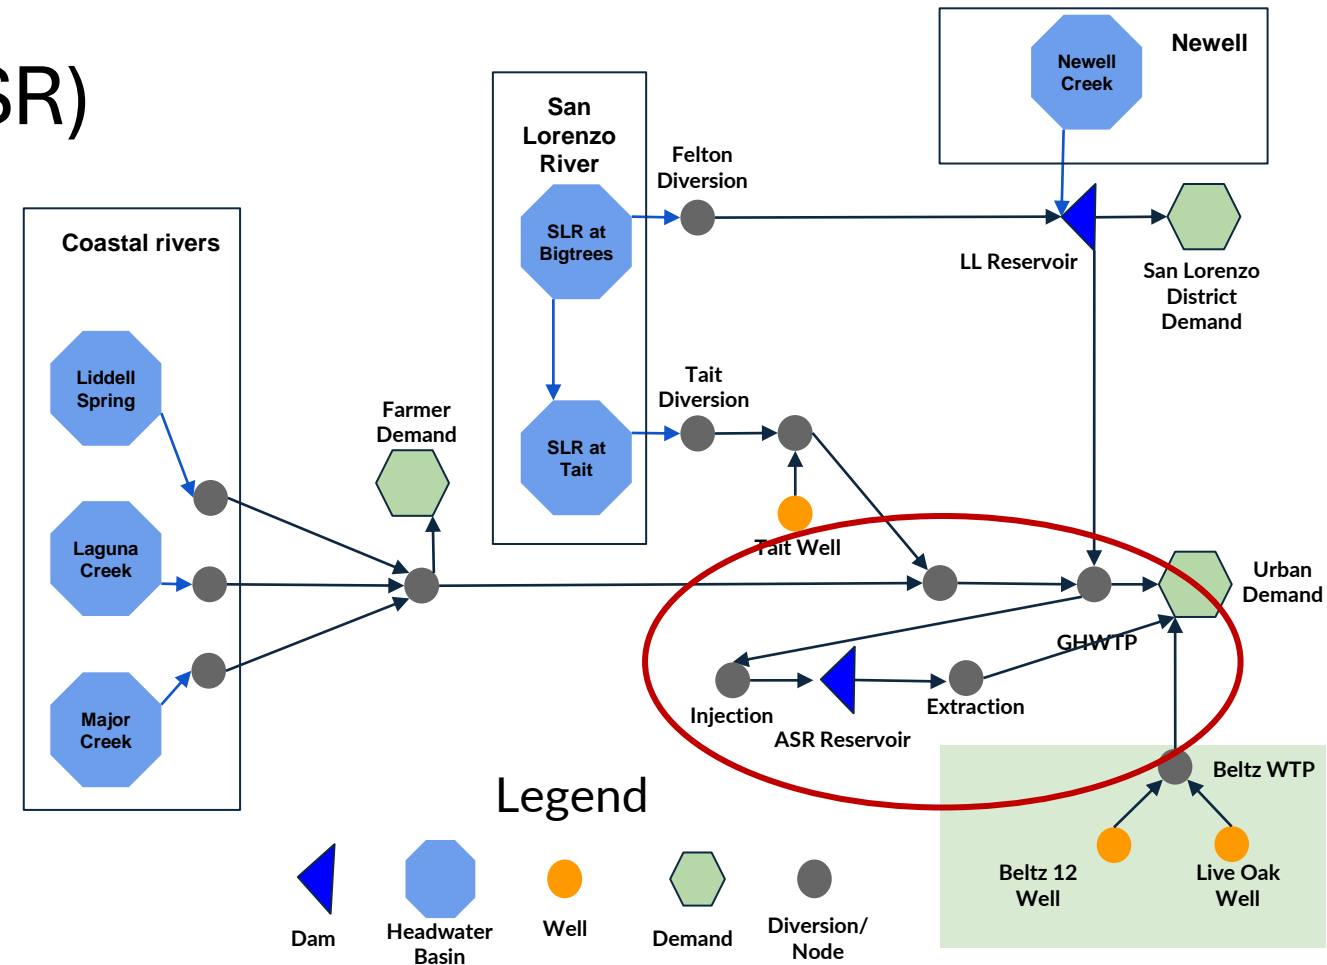 SR)
Newell
Newell
Creek
San
Lorenzo
River
Felton
Diversion
Coastal rivers
SLR at
Bigtrees
LL Reservoir
San Lorenzo
District
Demand
Liddell
Spring
Farmer
Demand
Tait
Diversion
SLR at
Tait
Laguna
Creek
Tait Well
Urban
Demand
GHWTP
Major
Creek
Injection
Extraction
ASR Reservoir
Beltz WTP
Beltz 12
Well
Live Oak
Well
Legend
Dam
Headwater
Basin
Well
Demand
Diversion/
Node